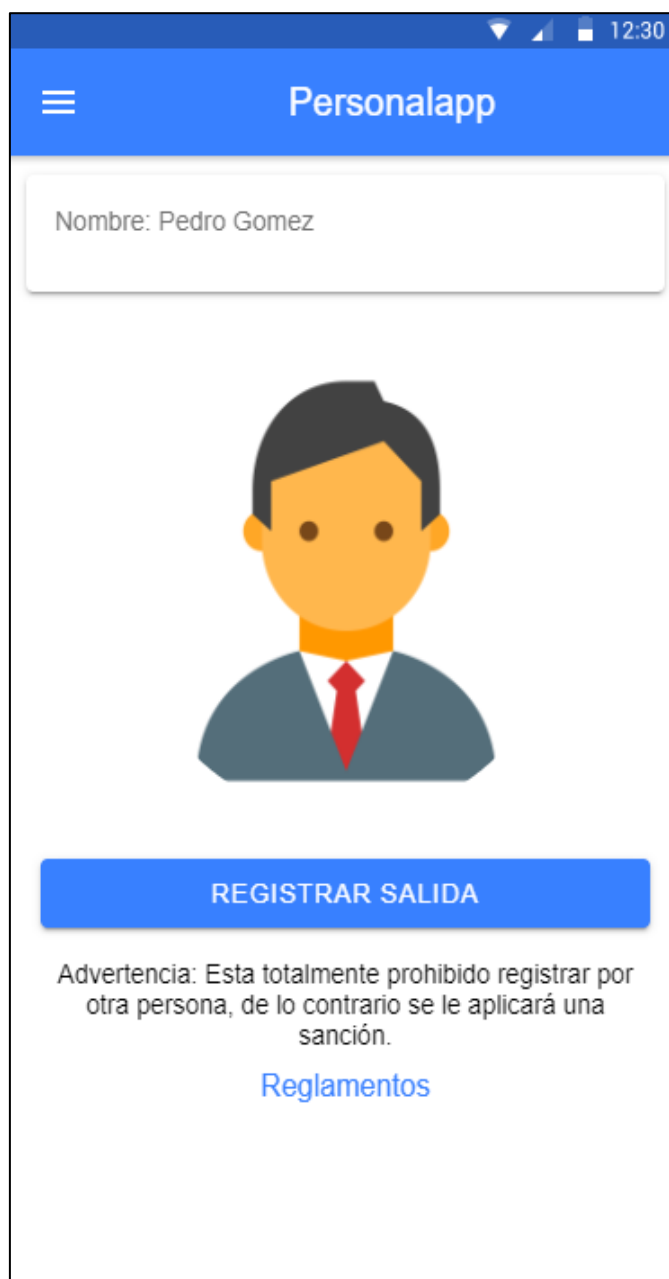 12:30
Personalapp
Nombre: Pedro Gomez
REGISTRAR SALIDA
Advertencia: Esta totalmente prohibido registrar por
otra persona, de lo contrario se le aplicará una
sanción.
Reglamentos